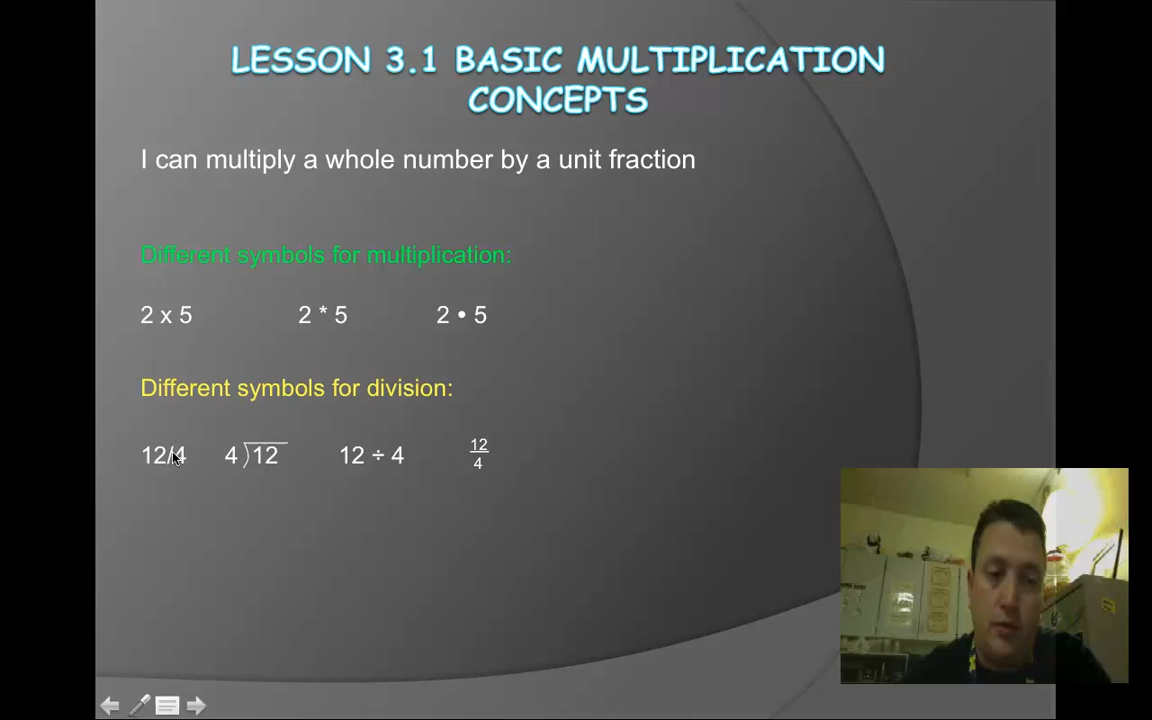 LESSON 3.1 BASIC MULTIPLICATION
CONCEPTS
I can multiply a whole number by a unit fraction
Different symbols for multiplication:
2 x 5 2 * 5 2 • 5
Different symbols for division:
12/4 4)12 12 ÷ 4 12/4